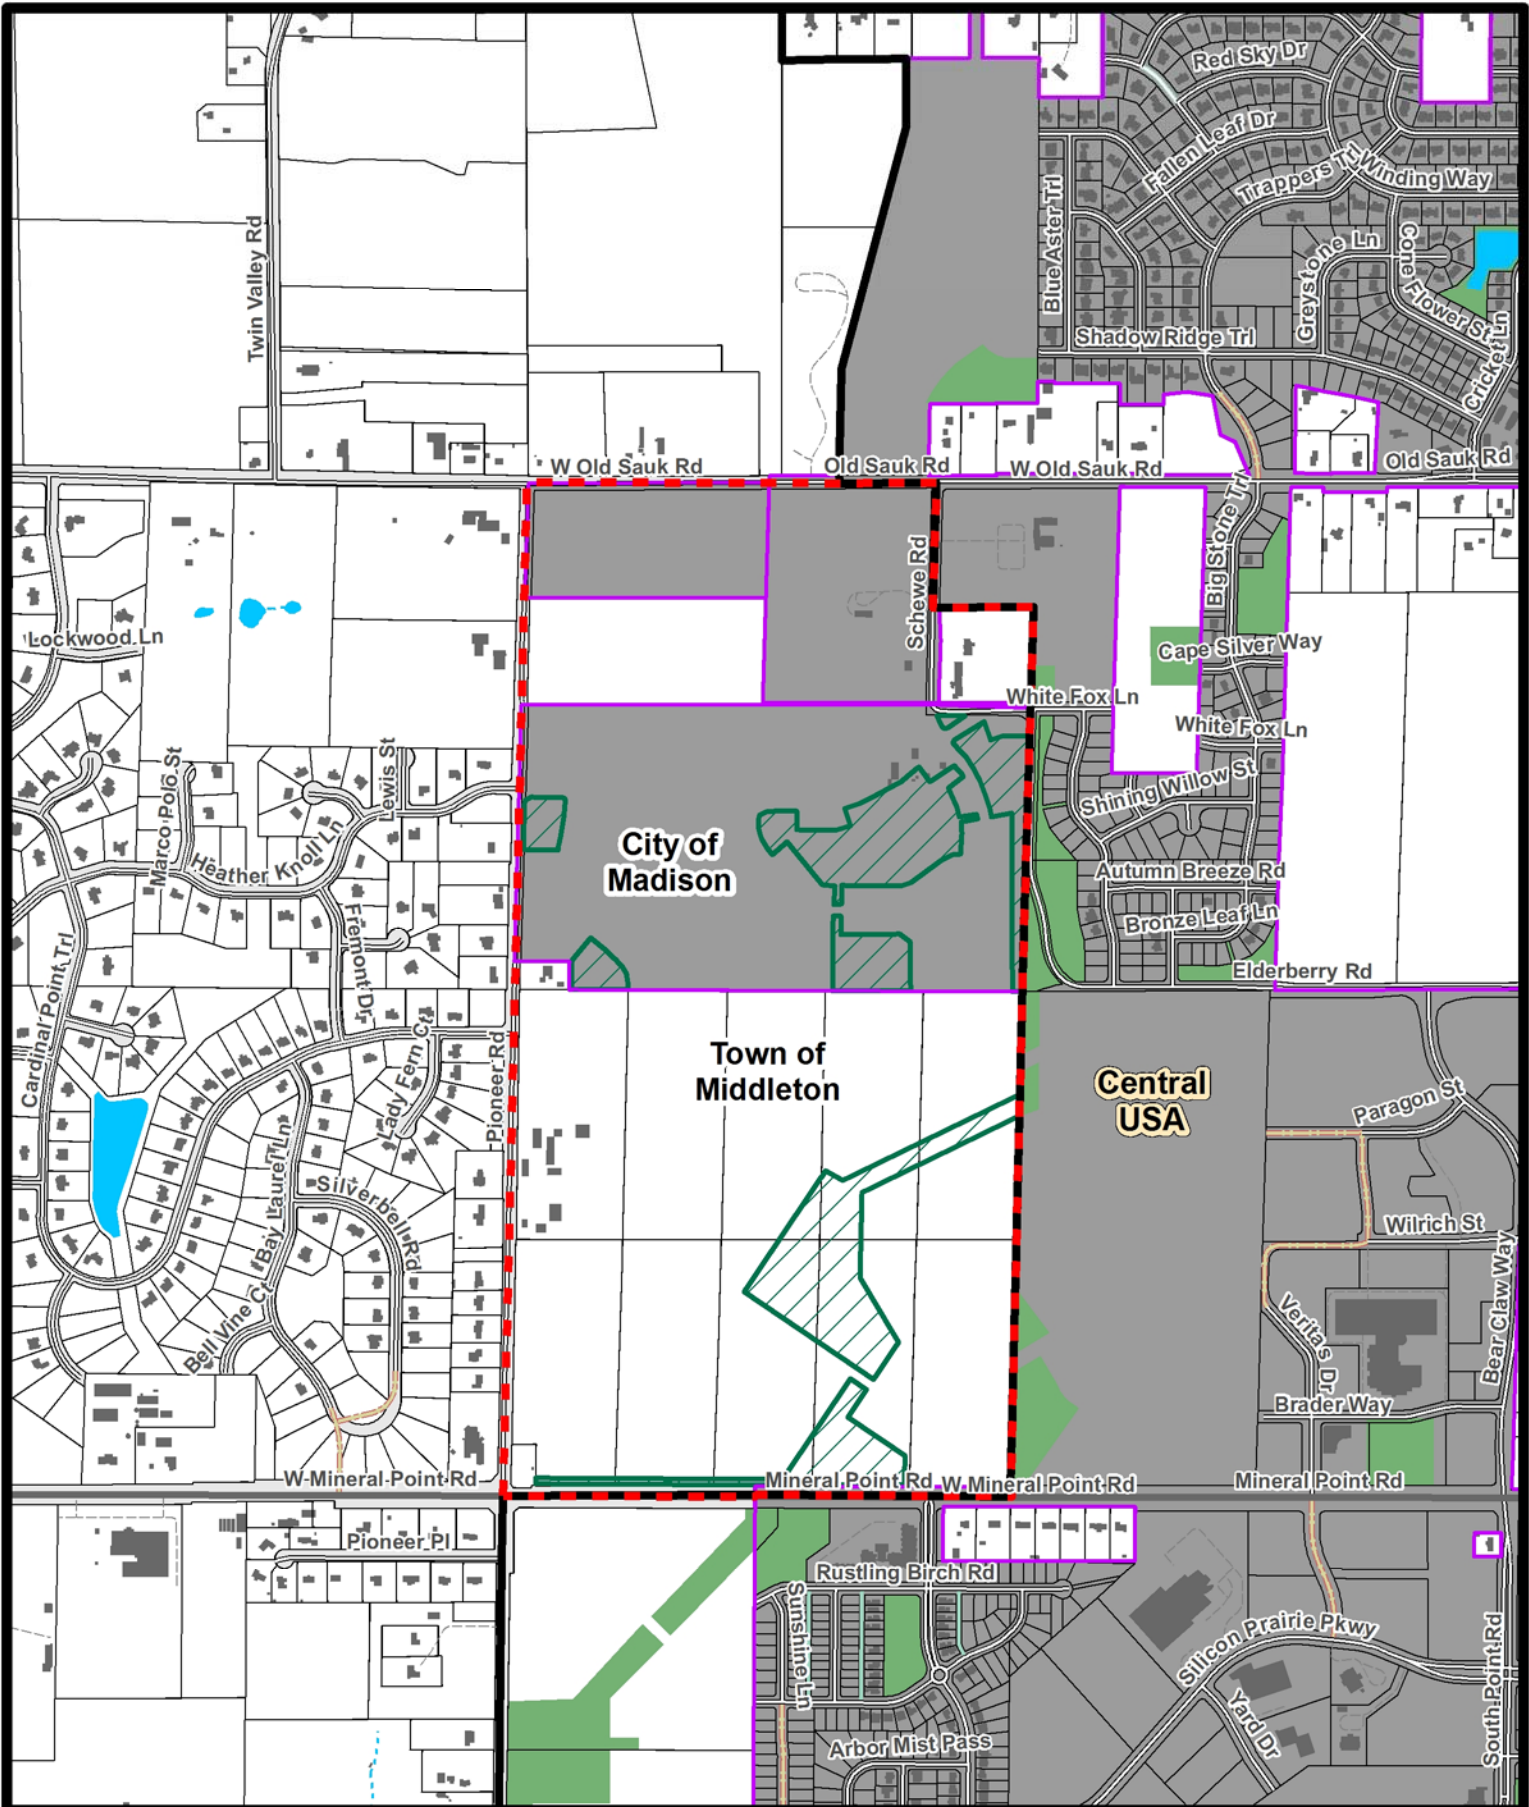 Red Sky Dr
Fallen Leaf Dr
Trappers Trl
Winding Way
Blue Aster Trl
Twin Valley Rd
Greystone Ln
Cone Flower St
Cricket Ln
Shadow Ridge Trl
W Old Sauk Rd
Old Sauk Rd
W Old Sauk Rd
Old Sauk Rd
Big Stone Trl
Schewe Rd
Lockwood Ln
Cape Silver Way
White Fox Ln
White Fox Ln
Marco Polo St
Lewis St
Shining Willow St
Heather Knoll Ln
City of
Madison
Autumn Breeze Rd
Bronze Leaf Ln
Fremont Dr
Cardinal Point Trl
Elderberry Rd
Lady Fern Ct
Pioneer Rd
Town of
Middleton
Central
USA
Paragon St
Bay Laurel Ln
Silverbell Rd
Wilrich St
Bear Claw Way
Bell Vine Ct
Veritas Dr
Brader Way
W Mineral Point Rd
Mineral Point Rd
W Mineral Point Rd
Mineral Point Rd
Pioneer Pl
Rustling Birch Rd
Sunshine Ln
Silicon Prairie Pkwy
South Point Rd
Yard Dr
Arbor Mist Pass